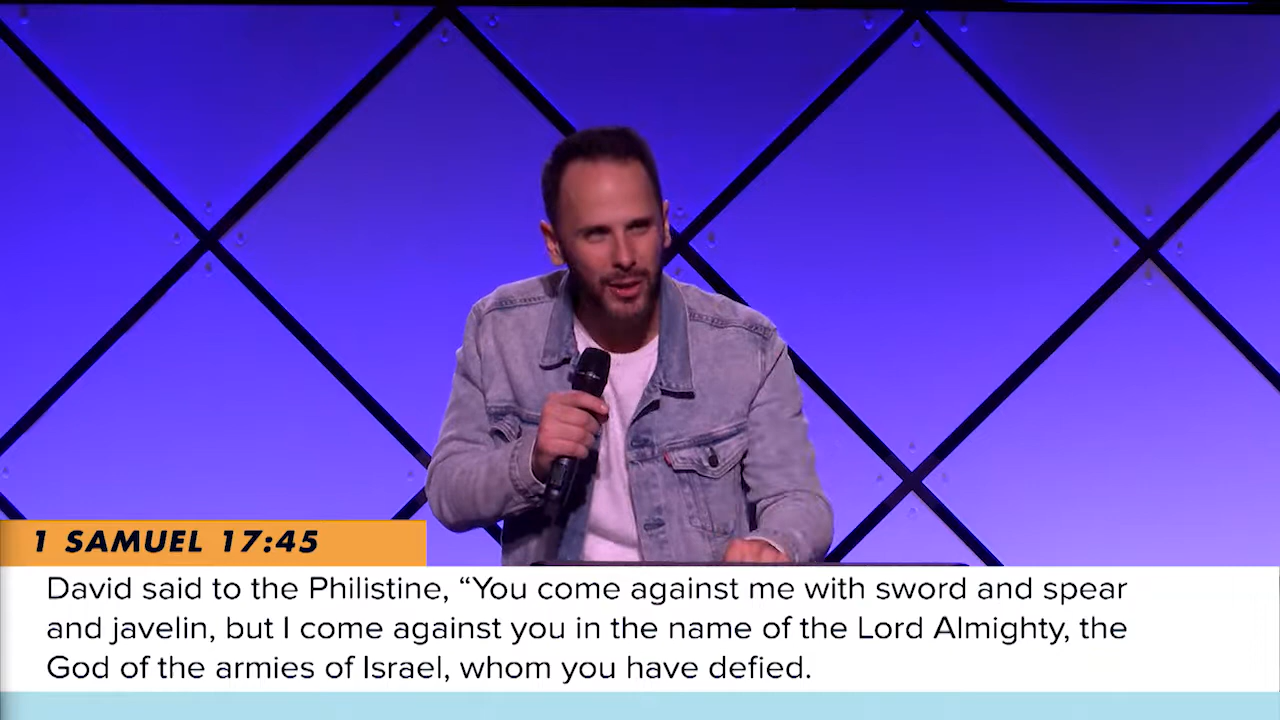 1 SAMUEL 17:45
David said to the Philistine, “You come against me with sword and spear
and javelin, but I come against you in the name of the Lord Almighty, the
God of the armies of Israel, whom you have defied.